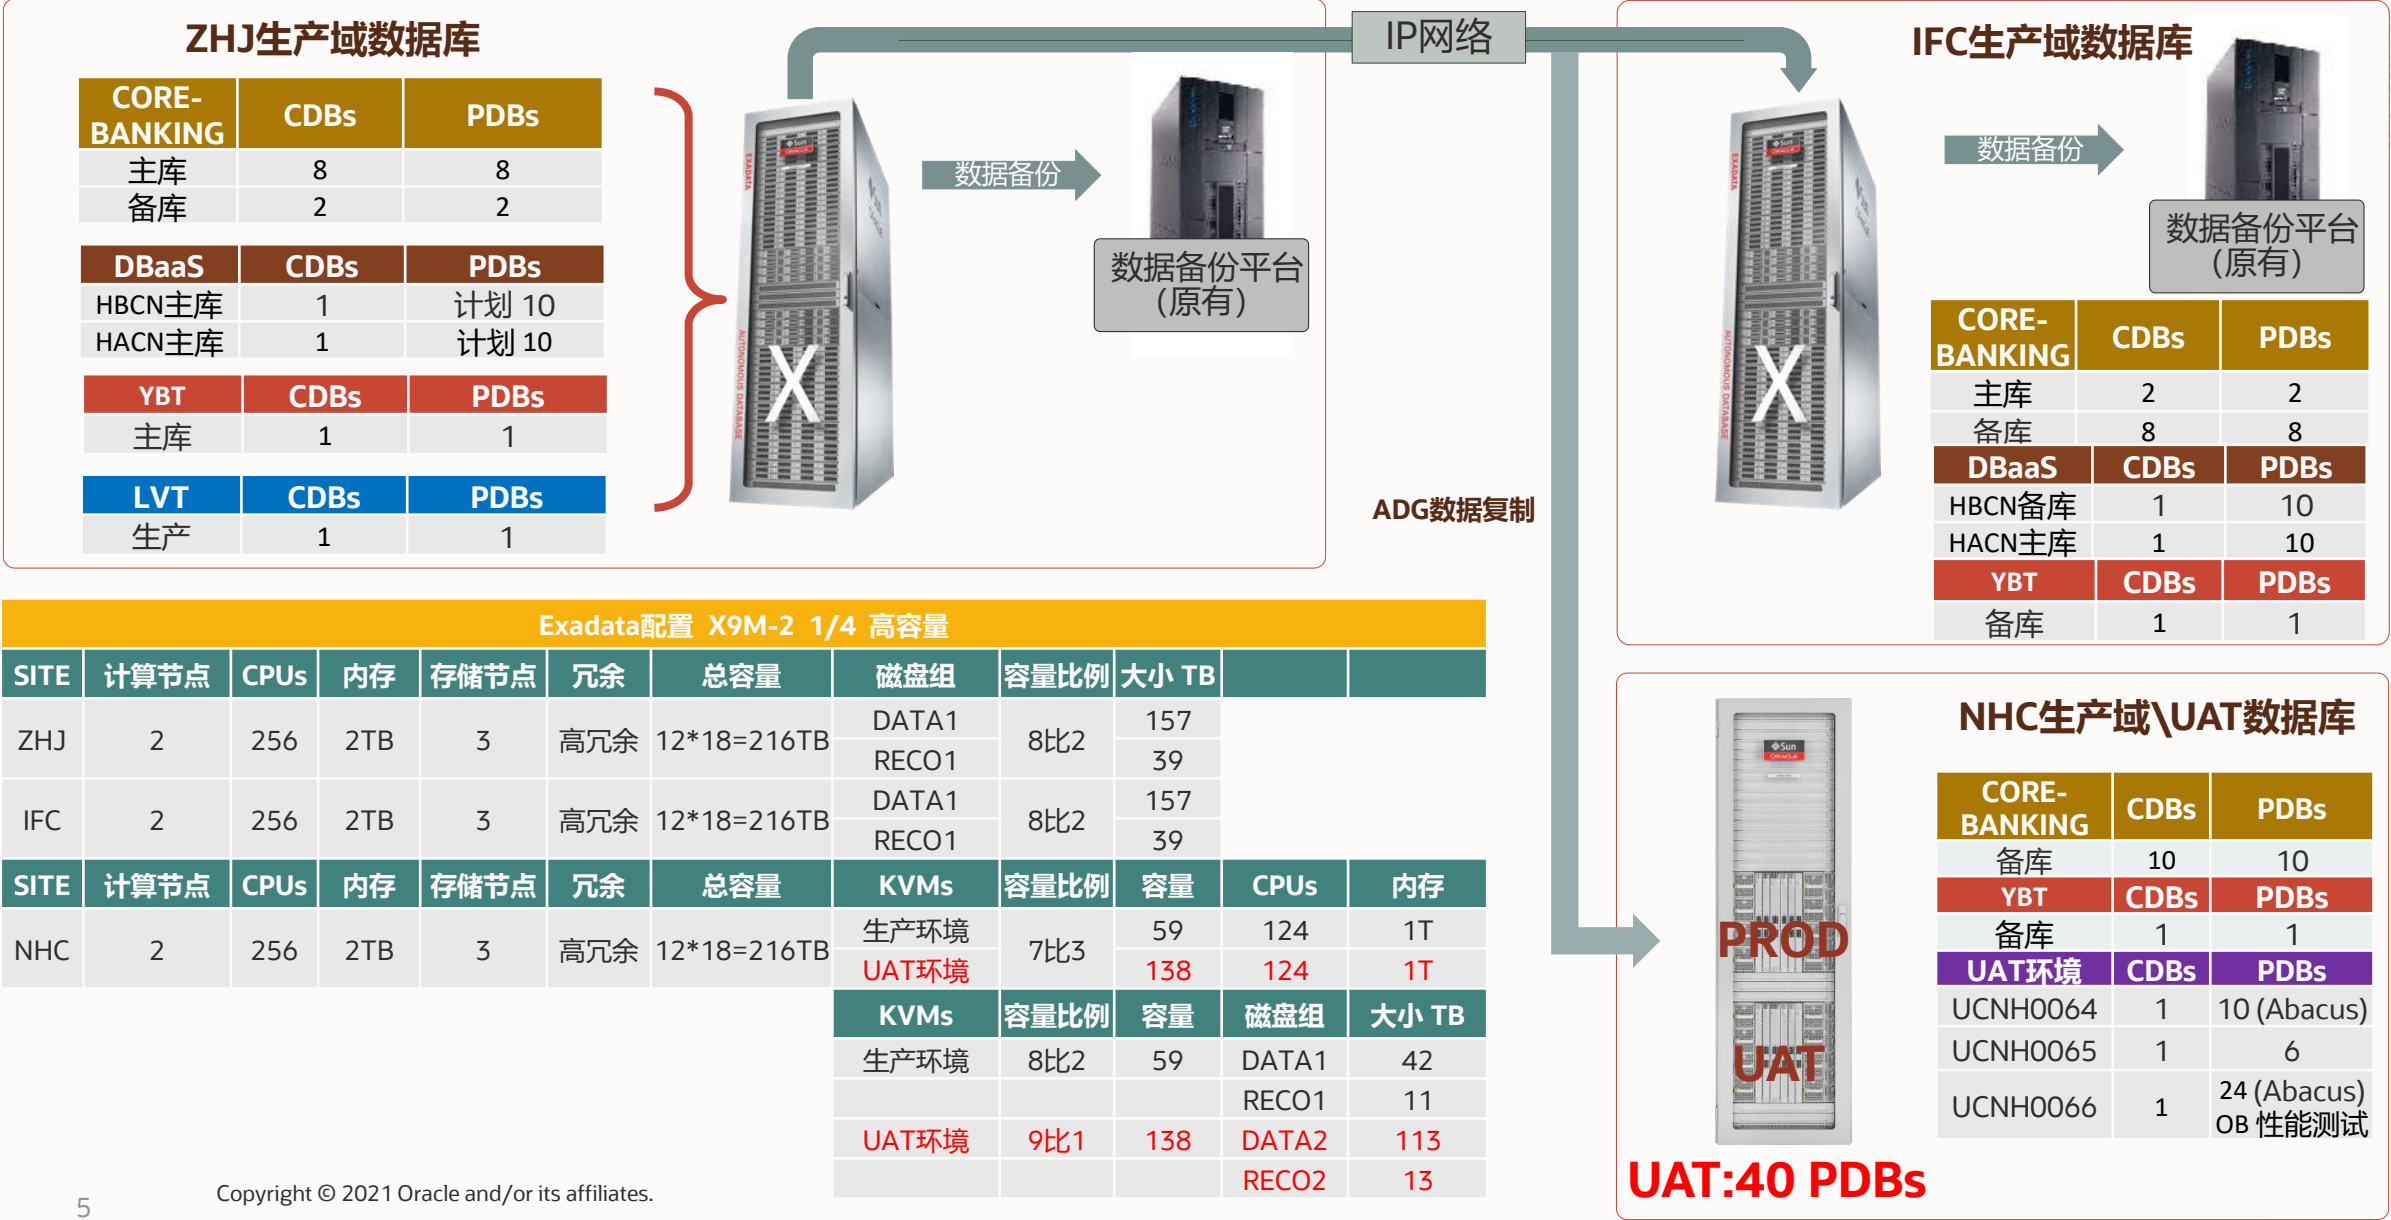 ZHJ生产域数据库
CORE-
BANKING CDBs PDBs
主库 8 8
备库 2 2
DBaaS CDBs PDBs
HBCN主库 1 计划 10
HACN主库 1 计划 10
YBT CDBs PDBs
主库 1 1
LVT CDBs PDBs
生产 1 1
Sun
ORACLE
EXADATA
AUTONOMOUS DATABASE
X
数据备份
数据备份平台
（原有）
IP网络
ADG数据复制
IFC生产域数据库
Sun
ORACLE
EXADATA
AUTONOMOUS DATABASE
X
数据备份
数据备份平台
（原有）
CORE-
BANKING CDBs PDBs
主库 2 2
备库 8 8
DBaaS CDBs PDBs
HBCN备库 1 10
HACN主库 1 10
YBT CDBs PDBs
备库 1 1
Exadata配置 X9M-2 1/4 高容量
SITE 计算节点 CPUs 内存 存储节点 冗余 总容量 磁盘组 容量比例 大小 TB
ZHJ 2 256 2TB 3 高冗余 12*18=216TB DATA1 8比2 157
RECO1 39
IFC 2 256 2TB 3 高冗余 12*18=216TB DATA1 8比2 157
RECO1 39
SITE 计算节点 CPUs 内存 存储节点 冗余 总容量 KVMs 容量比例 容量 CPUs 内存
NHC 2 256 2TB 3 高冗余 12*18=216TB 生产环境 7比3 59 124 1T
UAT环境 138 124 1T
KVMs 容量比例 容量 磁盘组 大小 TB
生产环境 8比2 59 DATA1 42
RECO1 11
UAT环境 9比1 138 DATA2 113
RECO2 13
NHC生产域\UAT数据库
Sun
ORACLE
PROD
UAT
CORE-
BANKING CDBs PDBs
备库 10 10
YBT CDBs PDBs
备库 1 1
UAT环境 CDBs PDBs
UCNH0064 1 10 (Abacus)
UCNH0065 1 6
UCNH0066 1 24 (Abacus)
OB 性能测试
UAT:40 PDBs
5
Copyright © 2021 Oracle and/or its affiliates.